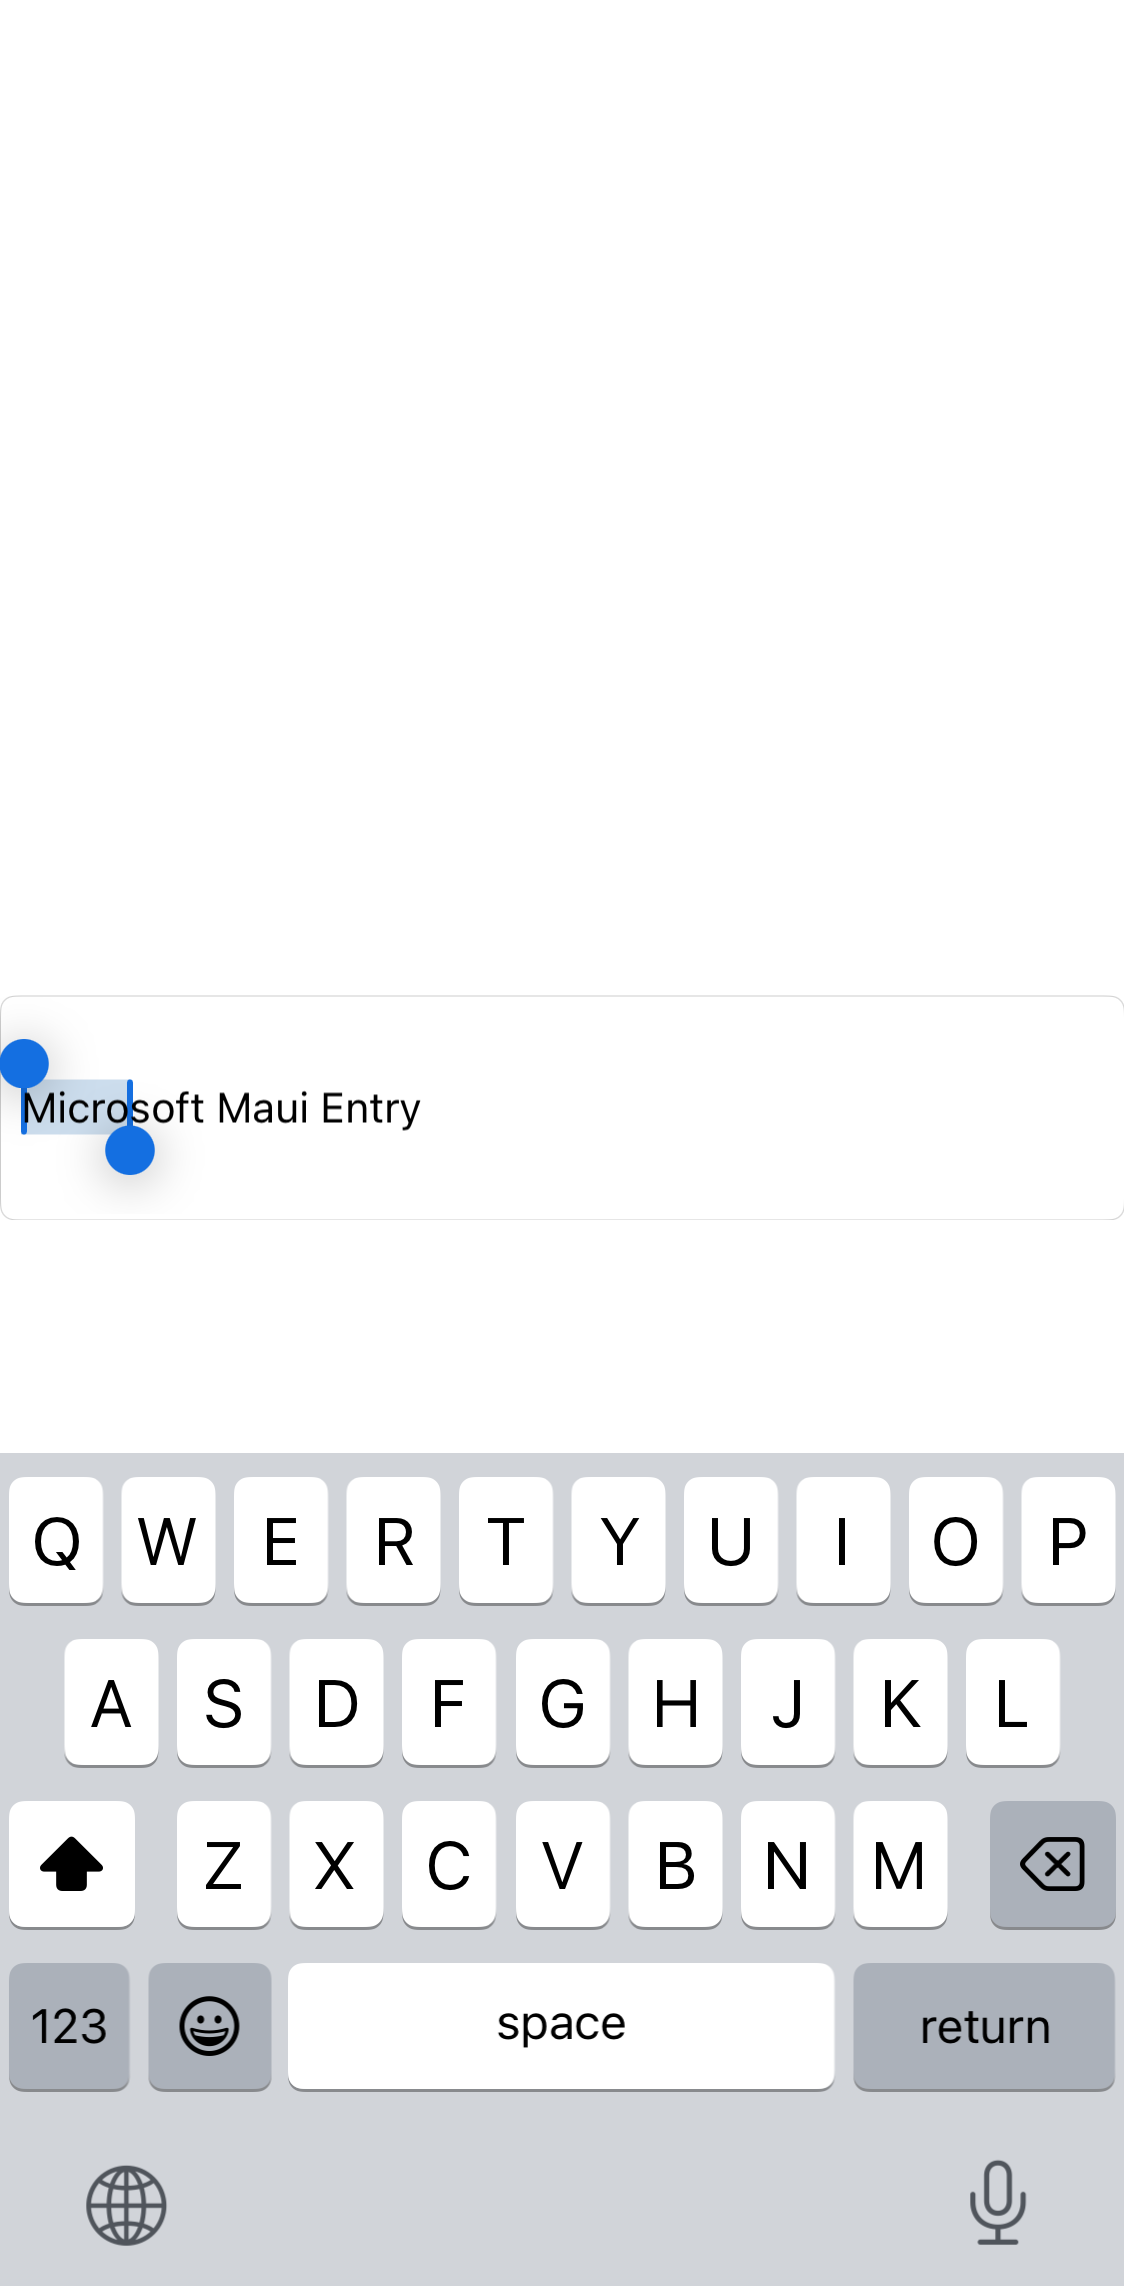 Microsoft Maui Entry
Q W E R T Y U I O P
A S D F G H J K L
Z X C V B N M
123 space return